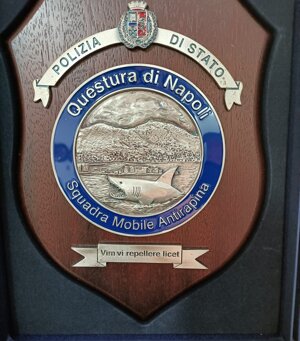 POLIZIA DI STATO
Questura di Napoli
Squadra Mobile Antirapina
Vim vi repellere licet